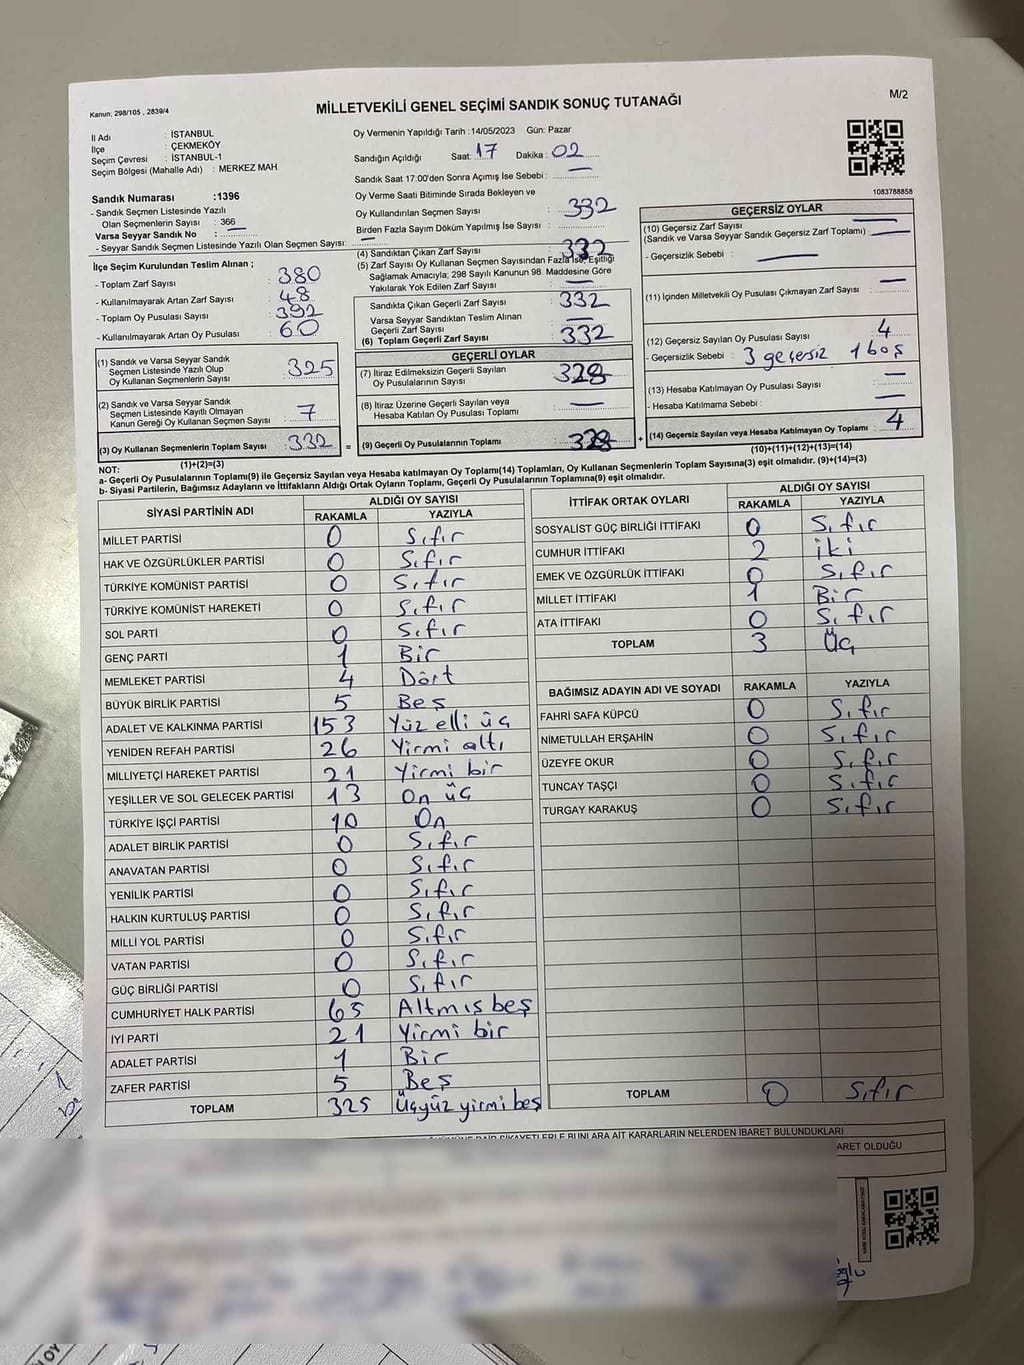 Kanun; 298/105 , 2839/4
MİLLETVEKİLİ GENEL SEÇİMİ SANDIK SONUÇ TUTANAĞI
M/2
İl Adı : İSTANBUL
İlçe : ÇEKMEKÖY
Seçim Çevresi : İSTANBUL-1
Seçim Bölgesi (Mahalle Adı) : MERKEZ MAH.
Sandık Numarası :1396
- Sandık Seçmen Listesinde Yazılı
Olan Seçmenlerin Sayısı : 366
Varsa Seyyar Sandık No :
- Seyyar Sandık Seçmen Listesinde Yazılı Olan Seçmen Sayısı: —
Oy Vermenin Yapıldığı Tarih :14/05/2023 Gün: Pazar
Sandığın Açıldığı Saat: 17 Dakika : 02
Sandık Saat 17:00'den Sonra Açımış İse Sebebi : —
Oy Verme Saati Bitiminde Sırada Bekleyen ve
Oy Kullandırılan Seçmen Sayısı : 332
Birden Fazla Sayım Döküm Yapılmış İse Sayısı : —
1083788858
İlçe Seçim Kurulundan Teslim Alınan ;
- Toplam Zarf Sayısı : 380
- Kullanılmayarak Artan Zarf Sayısı : 48
- Toplam Oy Pusulası Sayısı : 392
- Kullanılmayarak Artan Oy Pusulası : 60
(1) Sandık ve Varsa Seyyar Sandık
Seçmen Listesinde Yazılı Olup
Oy Kullanan Seçmenlerin Sayısı : 325
(2) Sandık ve Varsa Seyyar Sandık
Seçmen Listesinde Kayıtlı Olmayan
Kanun Gereği Oy Kullanan Seçmen Sayısı : 7
(3) Oy Kullanan Seçmenlerin Toplam Sayısı : 332 =
(1)+(2)=(3)
(4) Sandıktan Çıkan Zarf Sayısı : 332
(5) Zarf Sayısı Oy Kullanan Seçmen Sayısından Fazla İse, Eşitliği
Sağlamak Amacıyla; 298 Sayılı Kanunun 98. Maddesine Göre
Yakılarak Yok Edilen Zarf Sayısı : —
Sandıkta Çıkan Geçerli Zarf Sayısı : 332
Varsa Seyyar Sandıktan Teslim Alınan
Geçerli Zarf Sayısı : —
(6) Toplam Geçerli Zarf Sayısı : 332
GEÇERLİ OYLAR
(7) İtiraz Edilmeksizin Geçerli Sayılan
Oy Pusulalarının Sayısı : 328
(8) İtiraz Üzerine Geçerli Sayılan veya
Hesaba Katılan Oy Pusulası Toplamı : —
(9) Geçerli Oy Pusulalarının Toplamı : 328 +
GEÇERSİZ OYLAR
(10) Geçersiz Zarf Sayısı —
(Sandık ve Varsa Seyyar Sandık Geçersiz Zarf Toplamı) : —
- Geçersizlik Sebebi : —
(11) İçinden Milletvekili Oy Pusulası Çıkmayan Zarf Sayısı : —
(12) Geçersiz Sayılan Oy Pusulası Sayısı : 4
- Geçersizlik Sebebi : 3 geçersiz 1 boş
(13) Hesaba Katılmayan Oy Pusulası Sayısı : —
- Hesaba Katılmama Sebebi : —
(14) Geçersiz Sayılan veya Hesaba Katılmayan Oy Toplamı : 4
(10)+(11)+(12)+(13)=(14)
NOT:
a- Geçerli Oy Pusulalarının Toplamı(9) ile Geçersiz Sayılan veya Hesaba katılmayan Oy Toplamı(14) Toplamları, Oy Kullanan Seçmenlerin Toplam Sayısına(3) eşit olmalıdır. (9)+(14)=(3)
b- Siyasi Partilerin, Bağımsız Adayların ve İttifakların Aldığı Ortak Oyların Toplamı, Geçerli Oy Pusulalarının Toplamına(9) eşit olmalıdır.
SİYASİ PARTİNİN ADI ALDIĞI OY SAYISI
RAKAMLA YAZIYLA
MİLLET PARTİSİ 0 Sıfır
HAK VE ÖZGÜRLÜKLER PARTİSİ 0 Sıfır
TÜRKİYE KOMÜNİST PARTİSİ 0 Sıfır
TÜRKİYE KOMÜNİST HAREKETİ 0 Sıfır
SOL PARTİ 0 Sıfır
GENÇ PARTİ 1 Bir
MEMLEKET PARTİSİ 4 Dört
BÜYÜK BİRLİK PARTİSİ 5 Beş
ADALET VE KALKINMA PARTİSİ 153 Yüz elli üç
YENİDEN REFAH PARTİSİ 26 Yirmi altı
MİLLİYETÇİ HAREKET PARTİSİ 21 Yirmi bir
YEŞİLLER VE SOL GELECEK PARTİSİ 13 On üç
TÜRKİYE İŞÇİ PARTİSİ 10 On
ADALET BİRLİK PARTİSİ 0 Sıfır
ANAVATAN PARTİSİ 0 Sıfır
YENİLİK PARTİSİ 0 Sıfır
HALKIN KURTULUŞ PARTİSİ 0 Sıfır
MİLLİ YOL PARTİSİ 0 Sıfır
VATAN PARTİSİ 0 Sıfır
GÜÇ BİRLİĞİ PARTİSİ 0 Sıfır
CUMHURİYET HALK PARTİSİ 65 Altmış beş
İYİ PARTİ 21 Yirmi bir
ADALET PARTİSİ 1 Bir
ZAFER PARTİSİ 5 Beş
TOPLAM 325 Üçyüz yirmi beş
İTTİFAK ORTAK OYLARI ALDIĞI OY SAYISI
RAKAMLA YAZIYLA
SOSYALİST GÜÇ BİRLİĞİ İTTİFAKI 0 Sıfır
CUMHUR İTTİFAKI 2 iki
EMEK VE ÖZGÜRLÜK İTTİFAKI 0 Sıfır
MİLLET İTTİFAKI 1 Bir
ATA İTTİFAKI 0 Sıfır
TOPLAM 3 Üç
BAĞIMSIZ ADAYIN ADI VE SOYADI RAKAMLA YAZIYLA
FAHRİ SAFA KÜPCÜ 0 Sıfır
NİMETULLAH ERŞAHİN 0 Sıfır
ÜZEYFE OKUR 0 Sıfır
TUNCAY TAŞÇI 0 Sıfır
TURGAY KARAKUŞ 0 Sıfır
TOPLAM 0 Sıfır
ŞİKAYETLERLE BUNLARA AİT KARARLARIN NELERDEN İBARET BULUNDUKLARI
ARET OLDUĞU